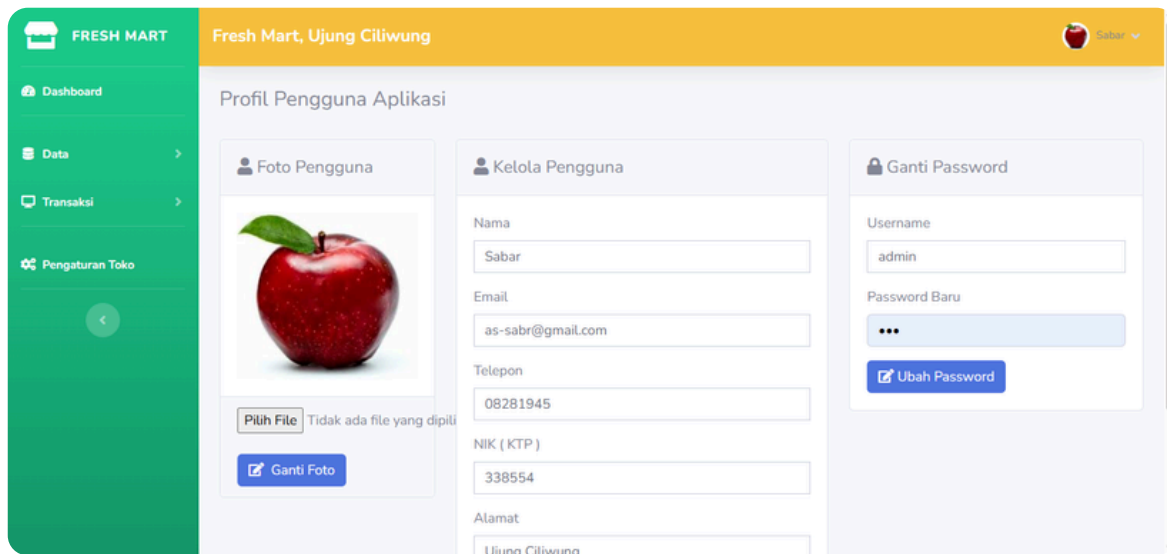 FRESH MART
Fresh Mart, Ujung Ciliwung
Sabar
Dashboard
Data
Transaksi
Pengaturan Toko
Profil Pengguna Aplikasi
Foto Pengguna
Pilih File Tidak ada file yang dipili
Ganti Foto
Kelola Pengguna
Nama
Sabar
Email
as-sabr@gmail.com
Telepon
08281945
NIK ( KTP )
338554
Alamat
Ujung Ciliwung
Ganti Password
Username
admin
Password Baru
•••
Ubah Password